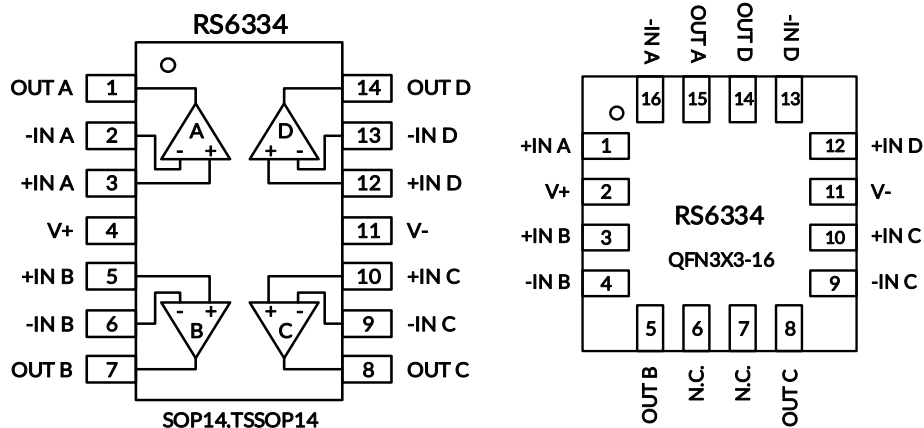 RS6334
OUT A 1 14 OUT D
-IN A 2 A D 13 -IN D
- + + -
+IN A 3 12 +IN D
V+ 4 11 V-
+IN B 5 10 +IN C
- + + -
-IN B 6 B C 9 -IN C
OUT B 7 8 OUT C
SOP14,TSSOP14
-IN A OUT A OUT D -IN D
16 15 14 13
+IN A 1 12 +IN D
V+ 2 11 V-
RS6334
+IN B 3 10 +IN C
QFN3X3-16
-IN B 4 9 -IN C
5 6 7 8
OUT B N.C. N.C. OUT C